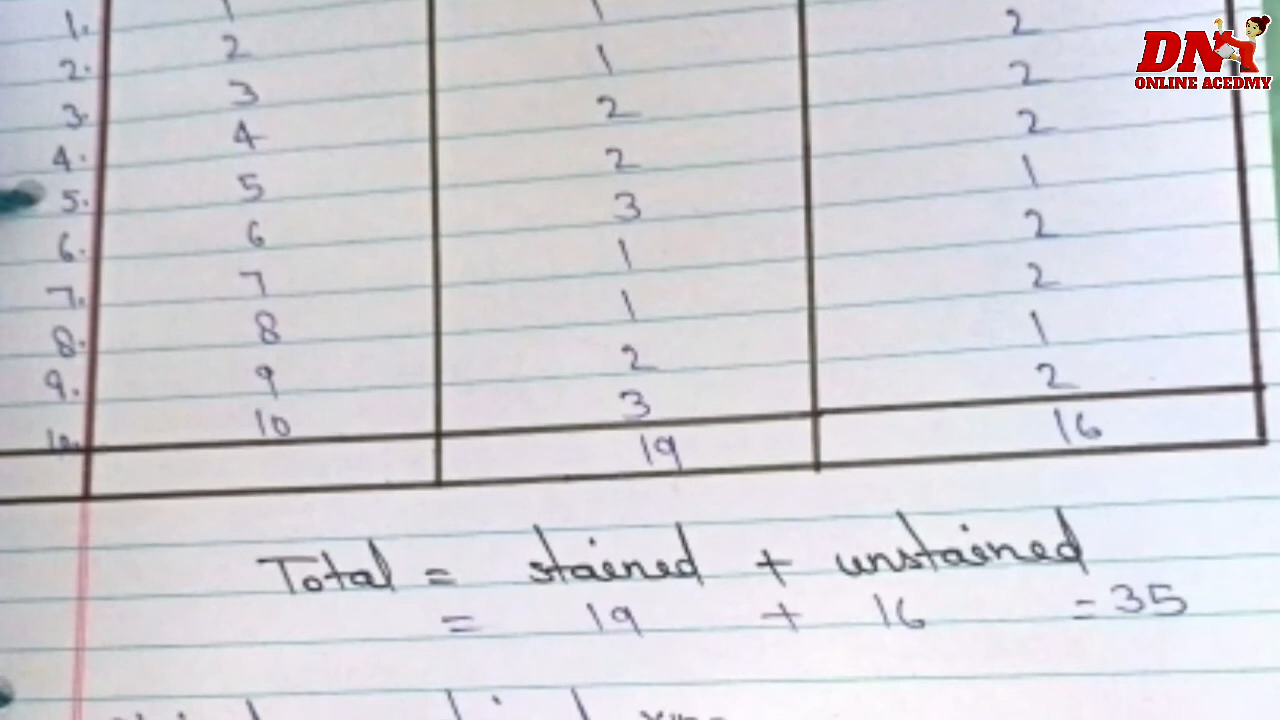 1. 1
2. 2 1
3. 3 1 2
4. 4 2 2
5. 5 2 2
6. 6 3 1
7. 7 1 2
8. 8 1 2
9. 9 2 1
10. 10 3 2
19 16
Total = stained + unstained
= 19 + 16 = 35
DNA
ONLINE ACEDMY